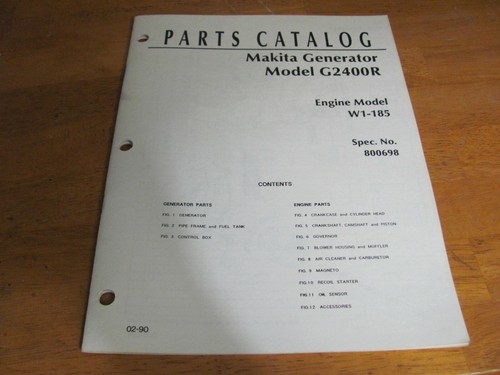 PARTS CATALOG
Makita Generator
Model G2400R
Engine Model
W1-185
Spec. No.
800698
CONTENTS
GENERATOR PARTS
FIG. 1 GENERATOR
FIG. 2 PIPE FRAME and FUEL TANK
FIG. 3 CONTROL BOX
ENGINE PARTS
FIG. 4 CRANKCASE and CYLINDER HEAD
FIG. 5 CRANKSHAFT, CAMSHAFT and PISTON
FIG. 6 GOVERNOR
FIG. 7 BLOWER HOUSING and MUFFLER
FIG. 8 AIR CLEANER and CARBURETOR
FIG. 9 MAGNETO
FIG.10 RECOIL STARTER
FIG.11 OIL SENSOR
FIG.12 ACCESSORIES
02-90